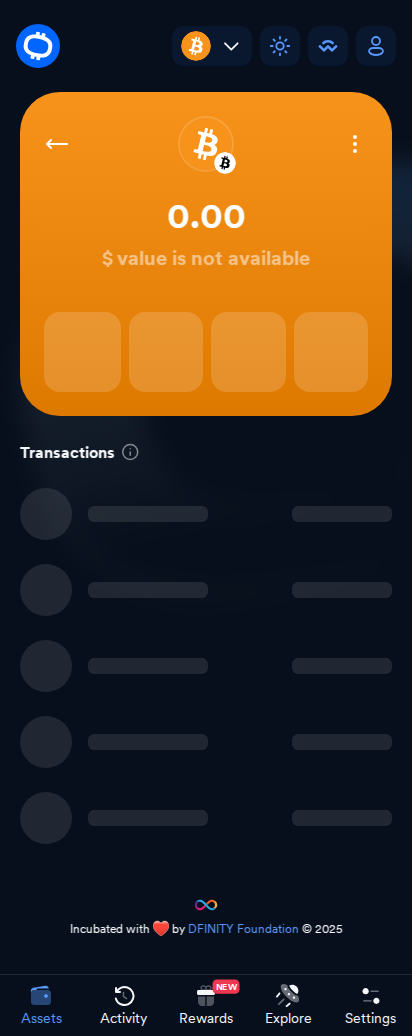 0.00
$ value is not available
Transactions
Incubated with ❤️ by DFINITY Foundation © 2025
NEW
Assets Activity Rewards Explore Settings